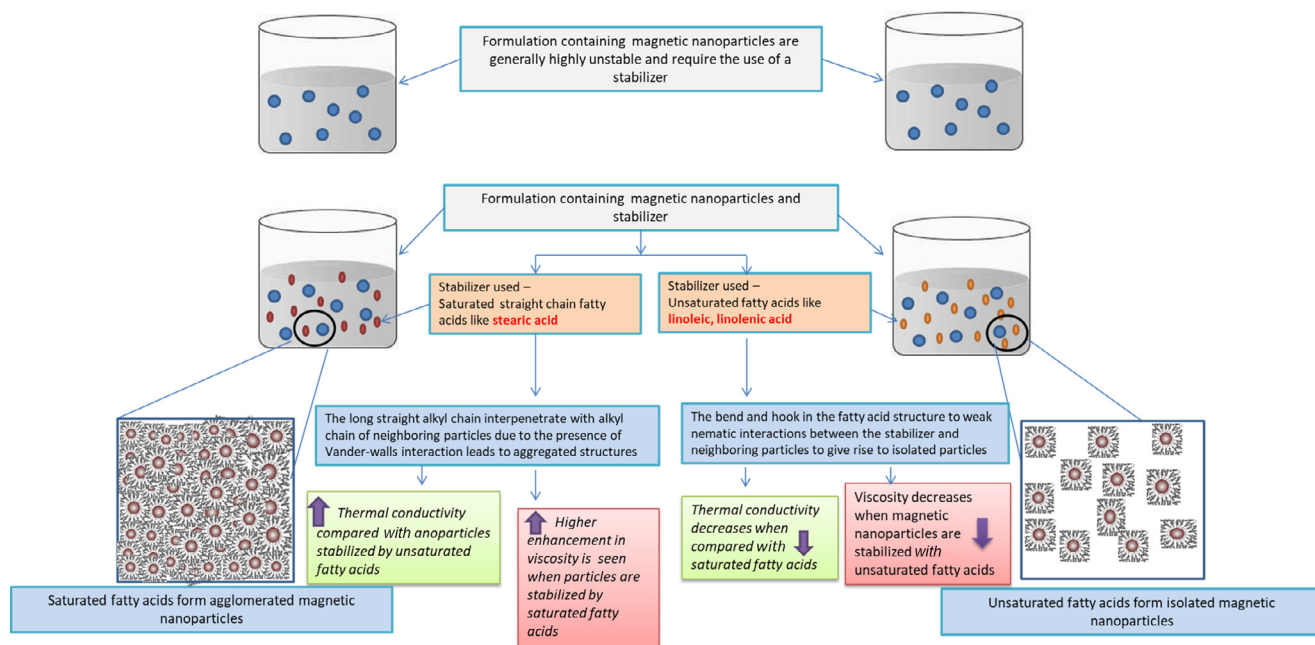 Formulation containing magnetic nanoparticles are
generally highly unstable and require the use of a
stabilizer
Formulation containing magnetic nanoparticles and
stabilizer
Stabilizer used –
Saturated straight chain fatty
acids like stearic acid
Stabilizer used –
Unsaturated fatty acids like
linoleic, linolenic acid
The long straight alkyl chain interpenetrate with alkyl
chain of neighboring particles due to the presence of
Vander-walls interaction leads to aggregated structures
The bend and hook in the fatty acid structure to weak
nematic interactions between the stabilizer and
neighboring particles to give rise to isolated particles
Thermal conductivity
compared with anoparticles
stabilized by unsaturated
fatty acids
Higher
enhancement in
viscosity is seen
when particles are
stabilized by
saturated fatty
acids
Thermal conductivity
decreases when
compared with
saturated fatty acids
Viscosity decreases
when magnetic
nanoparticles are
stabilized with
unsaturated fatty acids
Saturated fatty acids form agglomerated magnetic
nanoparticles
Unsaturated fatty acids form isolated magnetic
nanoparticles